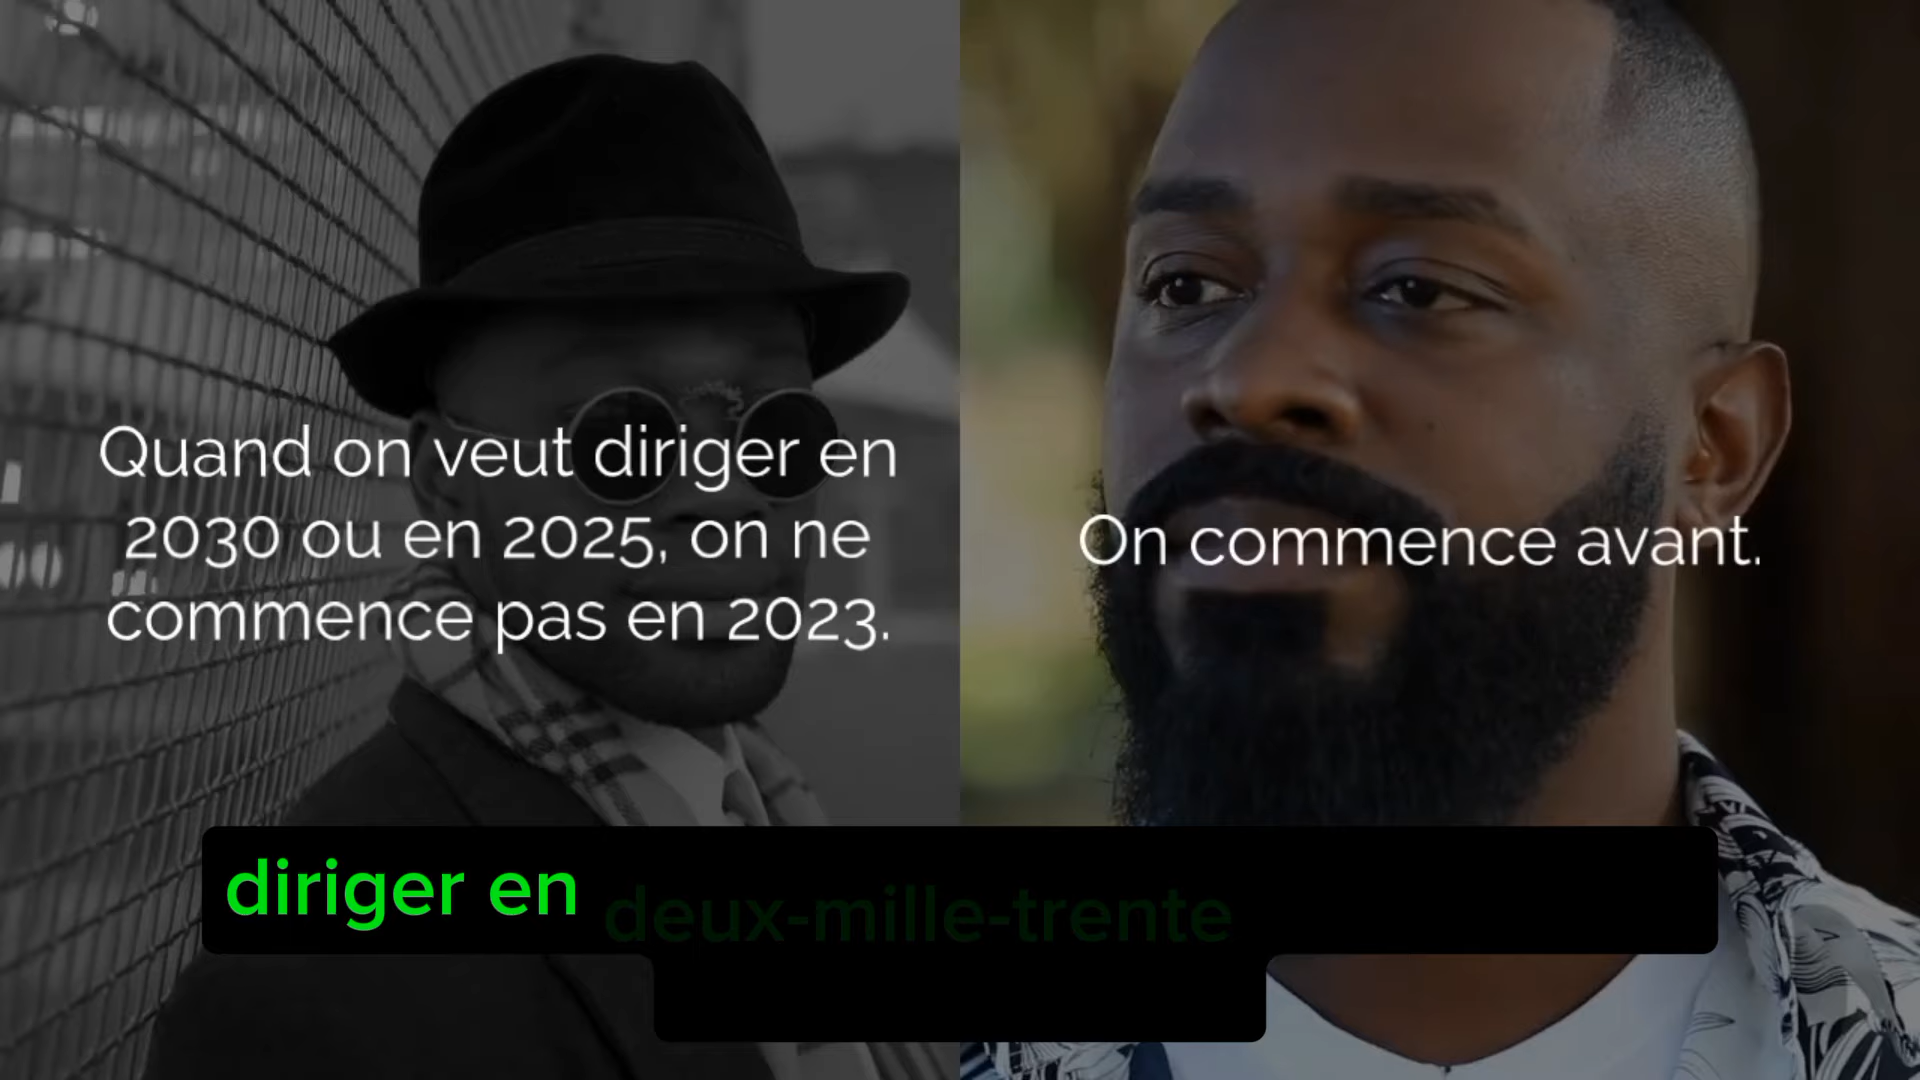 Quand on veut diriger en
2030 ou en 2025, on ne
commence pas en 2023.
On commence avant.
diriger en deux-mille-trente